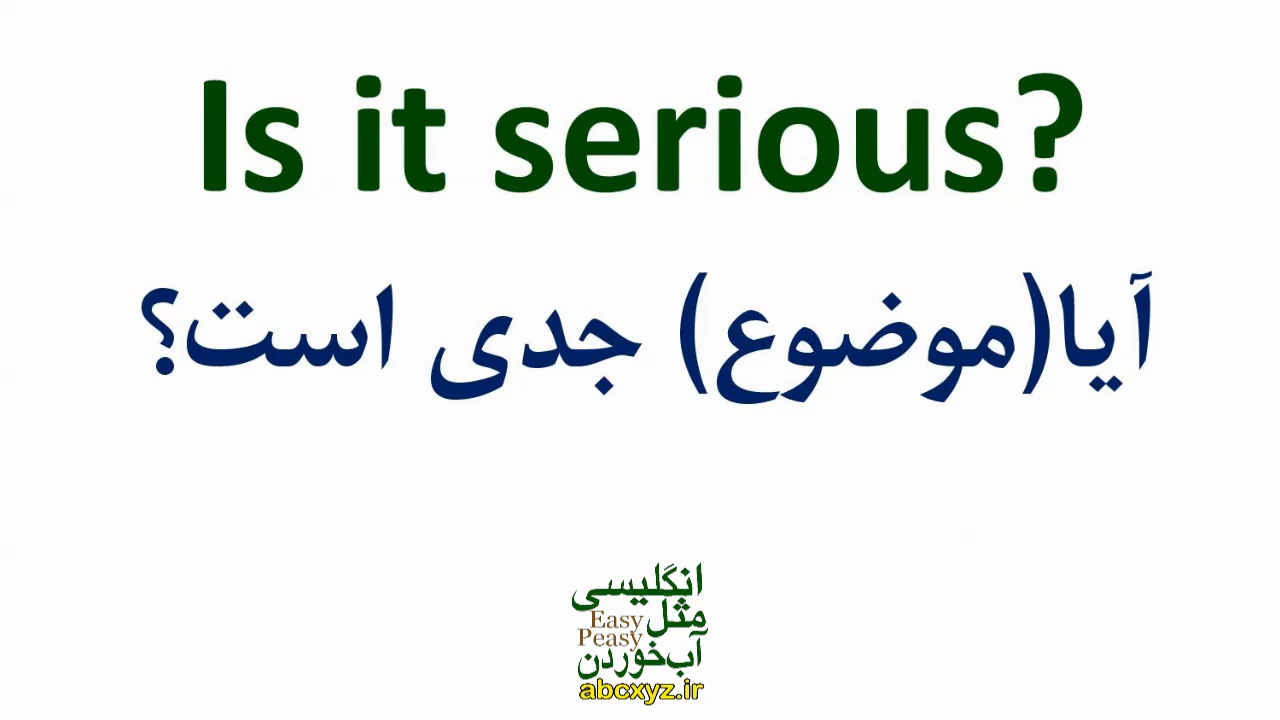 Is it serious?
آیا(موضوع) جدی است؟
انگلیسی
مثل
Easy
Peasy
آب‌خوردن
abcxyz.ir